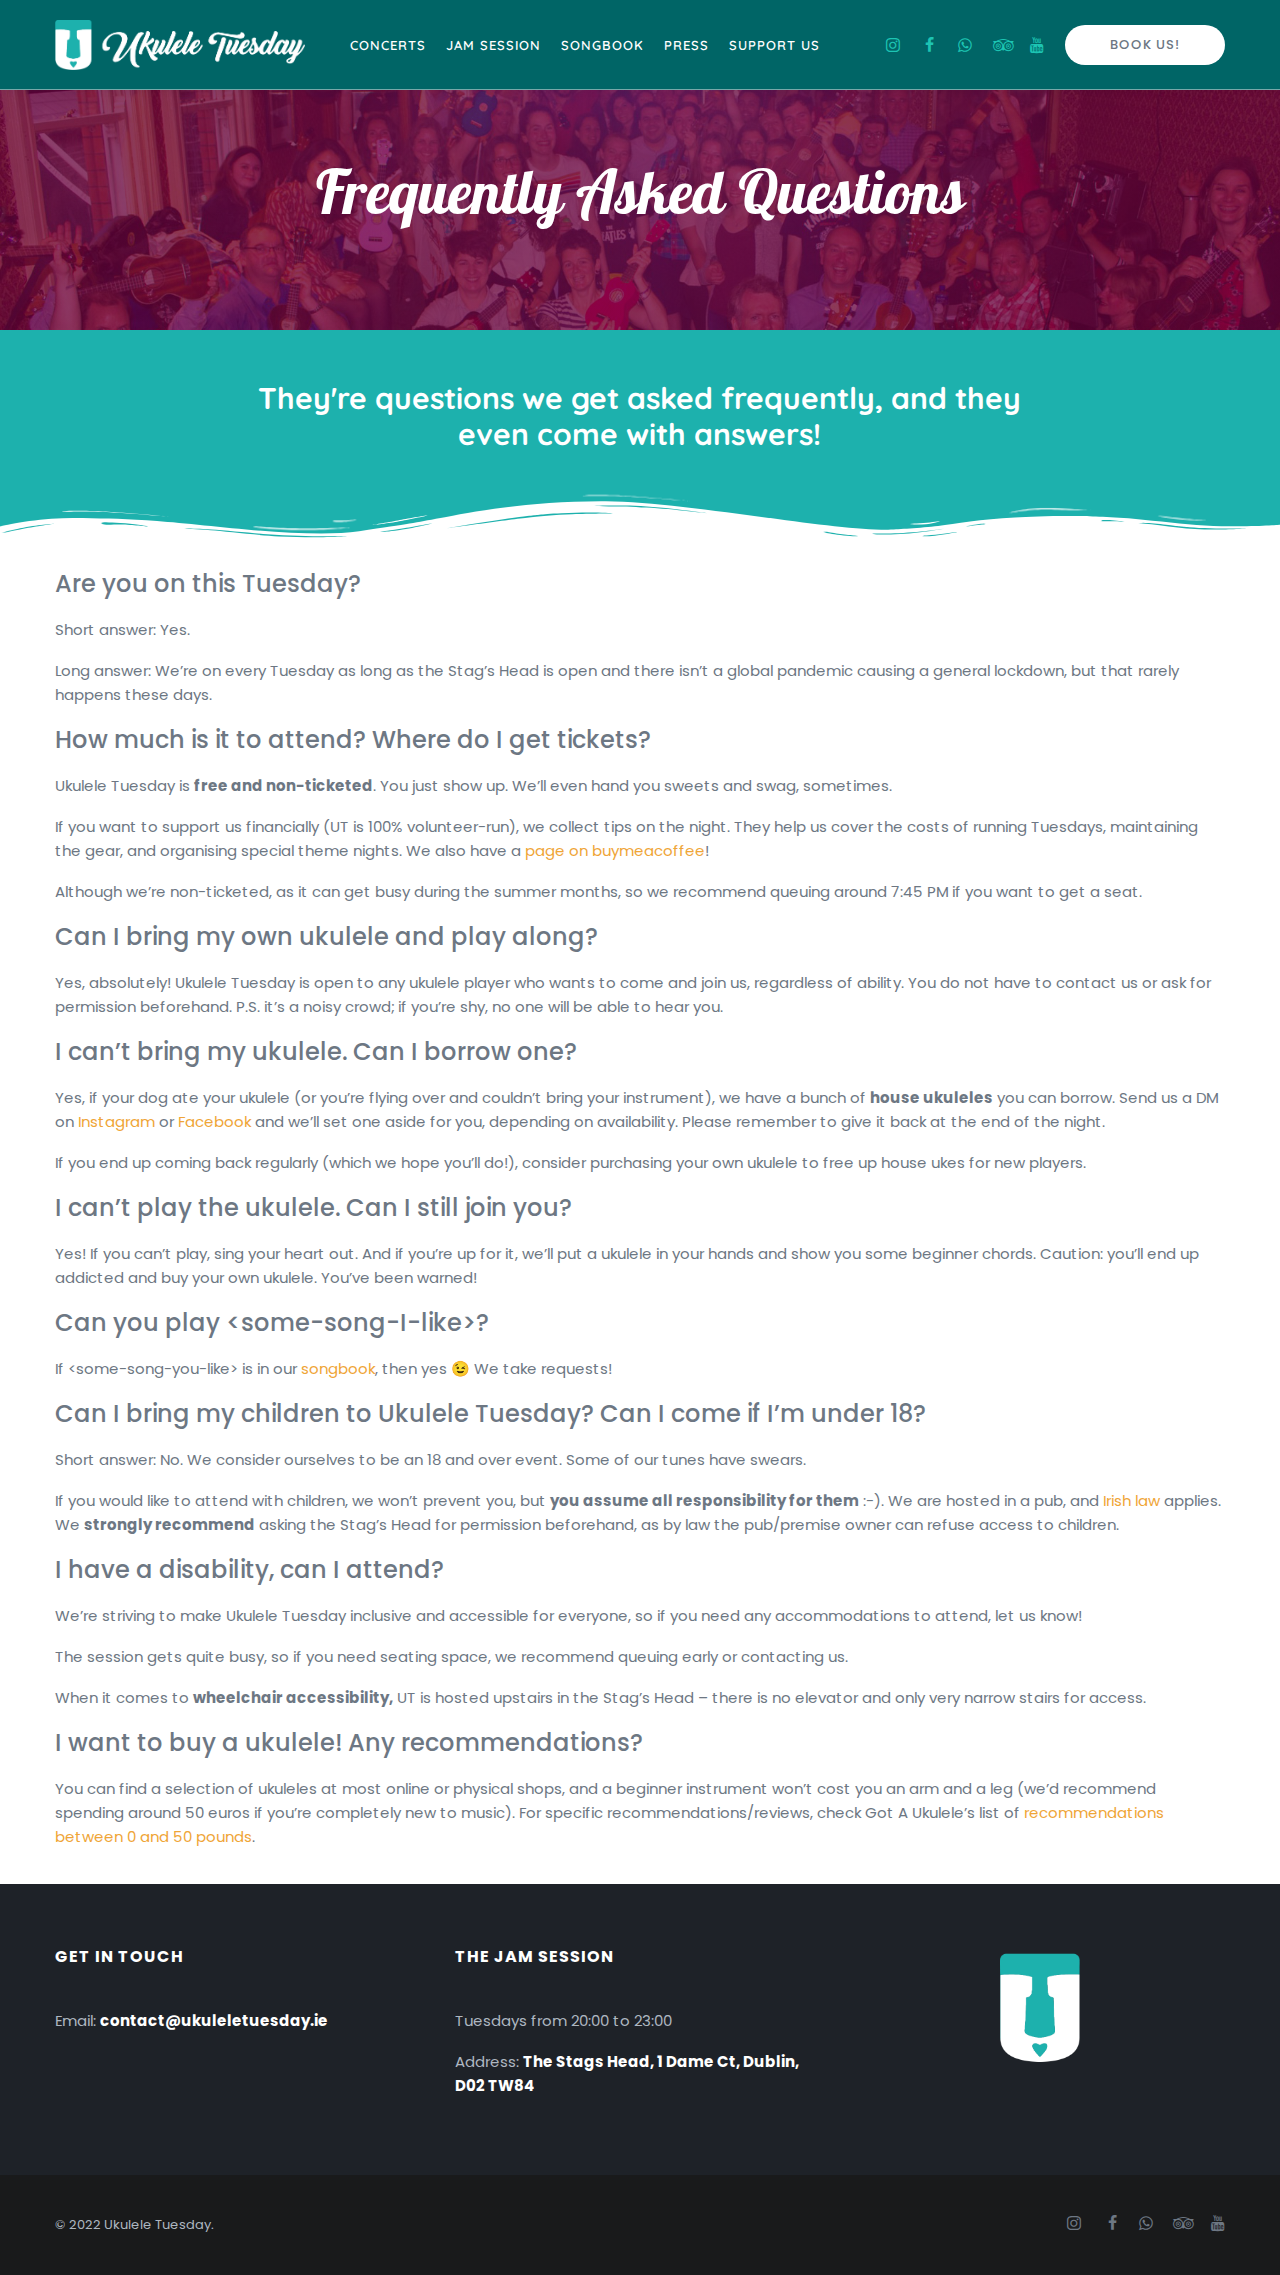 Ukulele Tuesday
CONCERTS JAM SESSION SONGBOOK PRESS SUPPORT US
BOOK US!
Frequently Asked Questions
They're questions we get asked frequently, and they
even come with answers!
Are you on this Tuesday?
Short answer: Yes.
Long answer: We’re on every Tuesday as long as the Stag’s Head is open and there isn’t a global pandemic causing a general lockdown, but that rarely
happens these days.
How much is it to attend? Where do I get tickets?
Ukulele Tuesday is free and non-ticketed. You just show up. We’ll even hand you sweets and swag, sometimes.
If you want to support us financially (UT is 100% volunteer-run), we collect tips on the night. They help us cover the costs of running Tuesdays, maintaining
the gear, and organising special theme nights. We also have a page on buymeacoffee!
Although we’re non-ticketed, as it can get busy during the summer months, so we recommend queuing around 7:45 PM if you want to get a seat.
Can I bring my own ukulele and play along?
Yes, absolutely! Ukulele Tuesday is open to any ukulele player who wants to come and join us, regardless of ability. You do not have to contact us or ask for
permission beforehand. P.S. it’s a noisy crowd; if you’re shy, no one will be able to hear you.
I can’t bring my ukulele. Can I borrow one?
Yes, if your dog ate your ukulele (or you’re flying over and couldn’t bring your instrument), we have a bunch of house ukuleles you can borrow. Send us a DM
on Instagram or Facebook and we’ll set one aside for you, depending on availability. Please remember to give it back at the end of the night.
If you end up coming back regularly (which we hope you’ll do!), consider purchasing your own ukulele to free up house ukes for new players.
I can’t play the ukulele. Can I still join you?
Yes! If you can’t play, sing your heart out. And if you’re up for it, we’ll put a ukulele in your hands and show you some beginner chords. Caution: you’ll end up
addicted and buy your own ukulele. You’ve been warned!
Can you play <some-song-I-like>?
If <some-song-you-like> is in our songbook, then yes 😉 We take requests!
Can I bring my children to Ukulele Tuesday? Can I come if I’m under 18?
Short answer: No. We consider ourselves to be an 18 and over event. Some of our tunes have swears.
If you would like to attend with children, we won’t prevent you, but you assume all responsibility for them :-). We are hosted in a pub, and Irish law applies.
We strongly recommend asking the Stag’s Head for permission beforehand, as by law the pub/premise owner can refuse access to children.
I have a disability, can I attend?
We’re striving to make Ukulele Tuesday inclusive and accessible for everyone, so if you need any accommodations to attend, let us know!
The session gets quite busy, so if you need seating space, we recommend queuing early or contacting us.
When it comes to wheelchair accessibility, UT is hosted upstairs in the Stag’s Head – there is no elevator and only very narrow stairs for access.
I want to buy a ukulele! Any recommendations?
You can find a selection of ukuleles at most online or physical shops, and a beginner instrument won’t cost you an arm and a leg (we’d recommend
spending around 50 euros if you’re completely new to music). For specific recommendations/reviews, check Got A Ukulele’s list of recommendations
between 0 and 50 pounds.
GET IN TOUCH
Email: contact@ukuleletuesday.ie
THE JAM SESSION
Tuesdays from 20:00 to 23:00
Address: The Stags Head, 1 Dame Ct, Dublin,
D02 TW84
© 2022 Ukulele Tuesday.